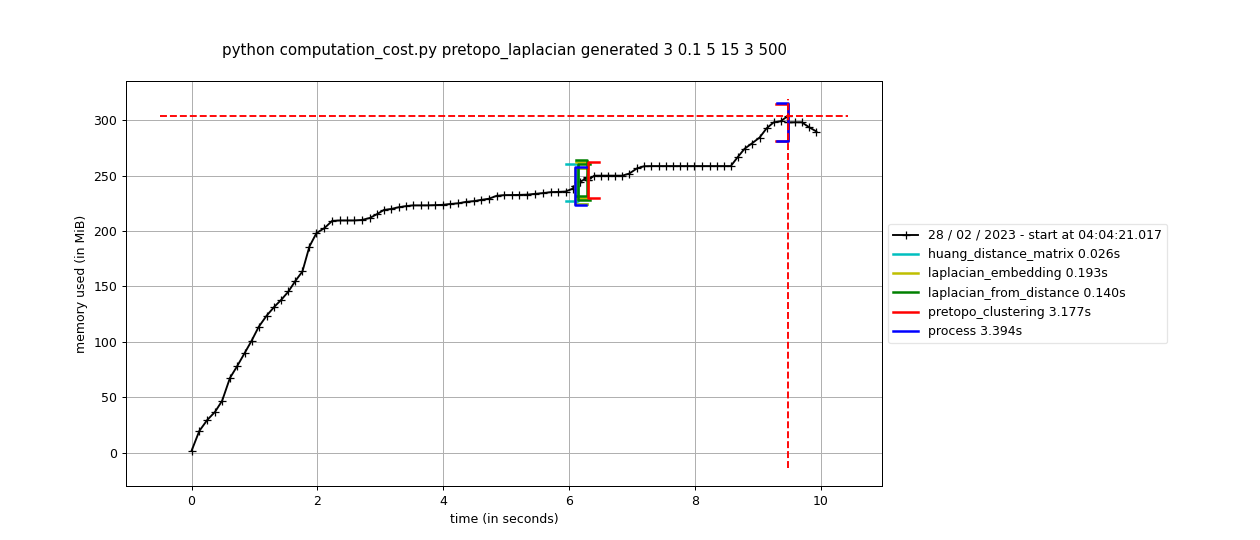 python computation_cost.py pretopo_laplacian generated 3 0.1 5 15 3 500
300
250
200
150
100
50
0
memory used (in MiB)
0 2 4 6 8 10
time (in seconds)
28 / 02 / 2023 - start at 04:04:21.017
huang_distance_matrix 0.026s
laplacian_embedding 0.193s
laplacian_from_distance 0.140s
pretopo_clustering 3.177s
process 3.394s